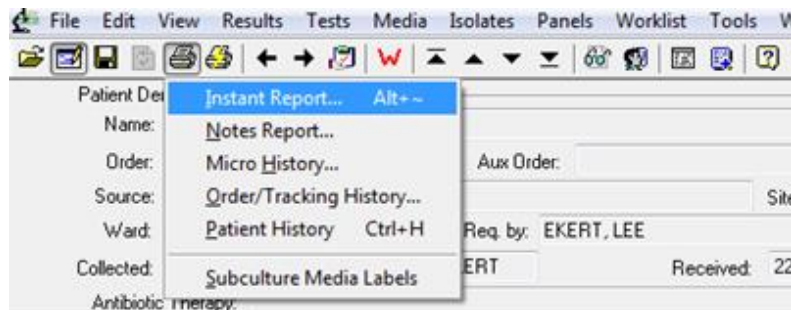 File Edit View Results Tests Media Isolates Panels Worklist Tools
Instant Report... Alt+~
Notes Report...
Micro History...
Order/Tracking History...
Patient History Ctrl+H
Subculture Media Labels
Patient De
Name:
Order: Aux Order:
Source: Site
Ward: Req. by: EKERT, LEE
Collected: ERT Received: 22
Antibiotic Therapy: